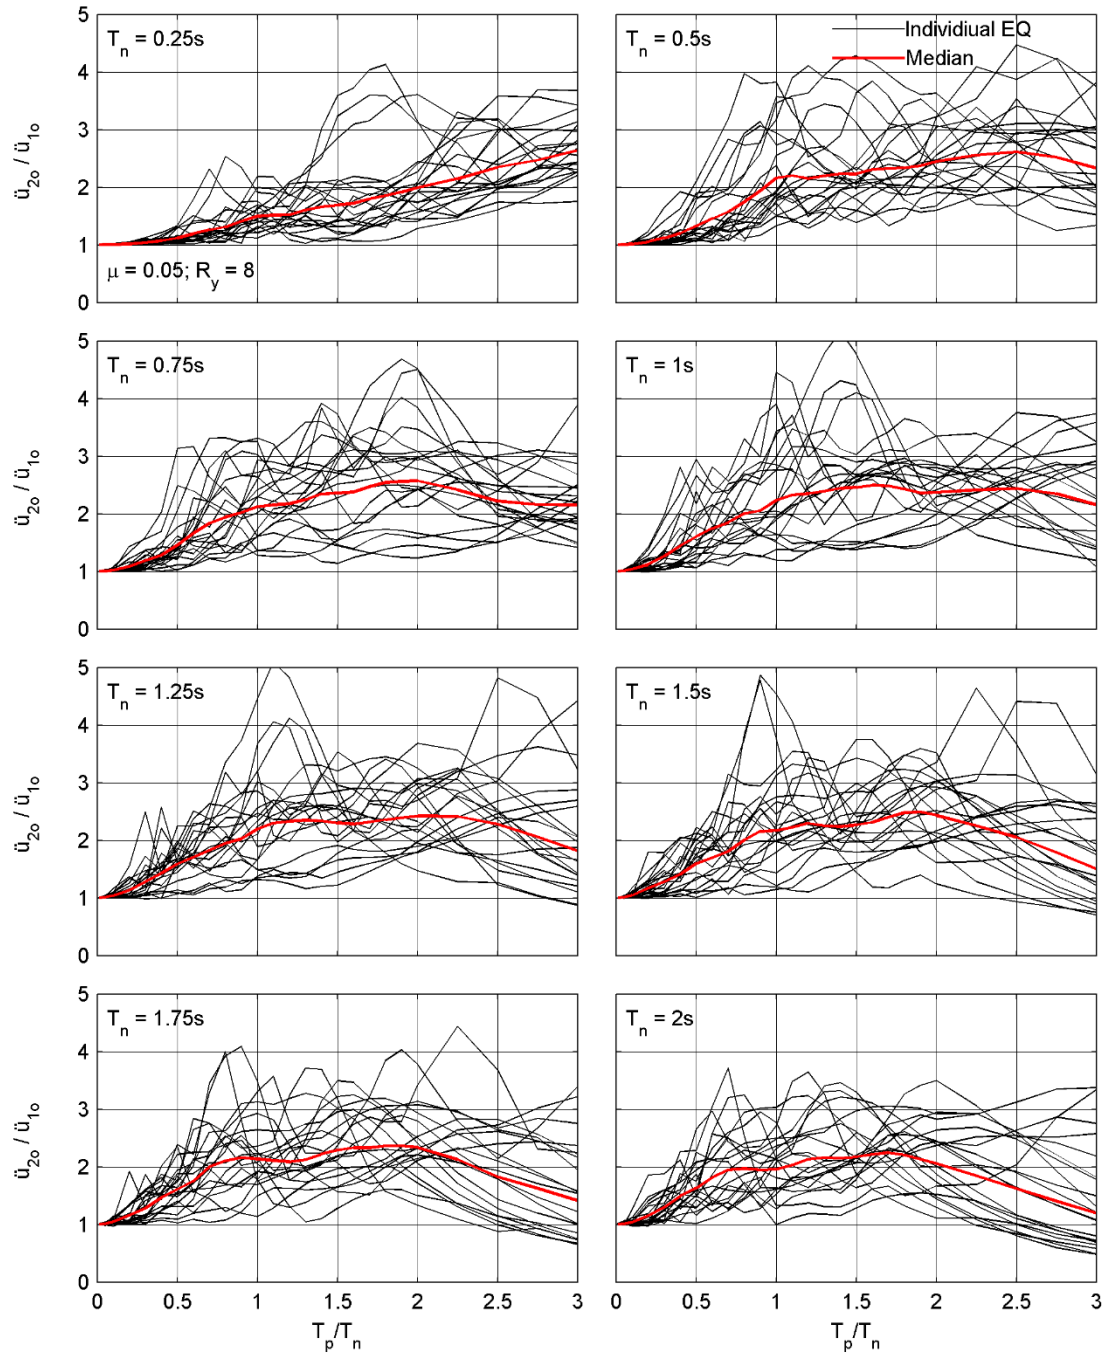 5
4
3
2
1
0
ü₂ₒ / ü₁ₒ
Tₙ = 0.25s
μ = 0.05; R_y = 8
Tₙ = 0.5s
Individiual EQ
Median
5
4
3
2
1
0
ü₂ₒ / ü₁ₒ
Tₙ = 0.75s
Tₙ = 1s
5
4
3
2
1
0
ü₂ₒ / ü₁ₒ
Tₙ = 1.25s
Tₙ = 1.5s
5
4
3
2
1
0
ü₂ₒ / ü₁ₒ
Tₙ = 1.75s
Tₙ = 2s
0 0.5 1 1.5 2 2.5 3
0 0.5 1 1.5 2 2.5 3
Tₚ/Tₙ
Tₚ/Tₙ